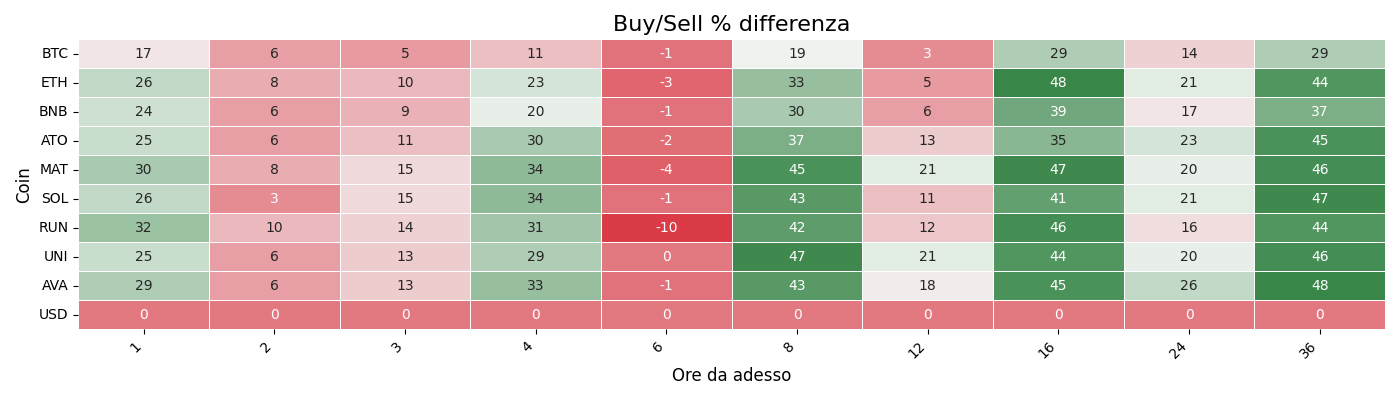 Buy/Sell % differenza
Coin
BTC 17 6 5 11 -1 19 3 29 14 29
ETH 26 8 10 23 -3 33 5 48 21 44
BNB 24 6 9 20 -1 30 6 39 17 37
ATO 25 6 11 30 -2 37 13 35 23 45
MAT 30 8 15 34 -4 45 21 47 20 46
SOL 26 3 15 34 -1 43 11 41 21 47
RUN 32 10 14 31 -10 42 12 46 16 44
UNI 25 6 13 29 0 47 21 44 20 46
AVA 29 6 13 33 -1 43 18 45 26 48
USD 0 0 0 0 0 0 0 0 0 0
1 2 3 4 6 8 12 16 24 36
Ore da adesso